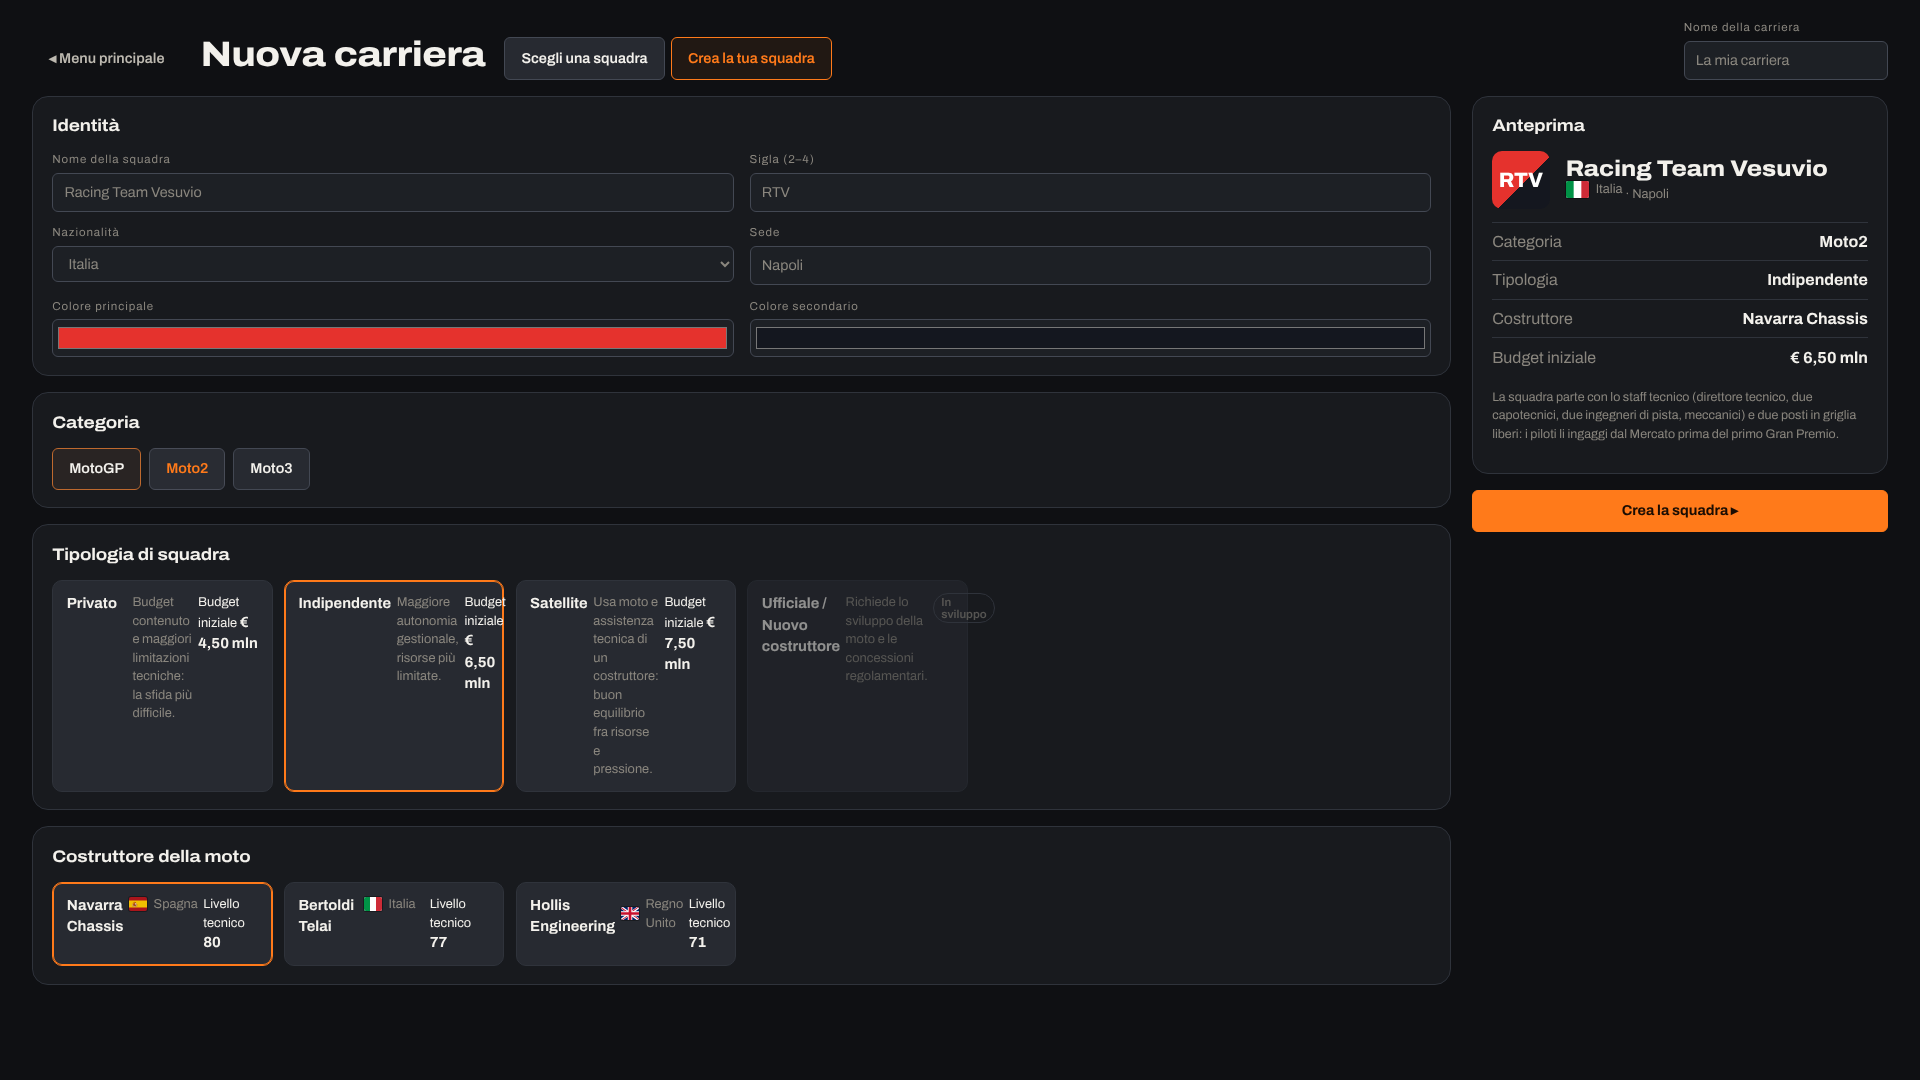 ◂ Menu principale
Nuova carriera
Scegli una squadra
Crea la tua squadra
Nome della carriera
La mia carriera
Identità
Nome della squadra
Racing Team Vesuvio
Sigla (2–4)
RTV
Nazionalità
Italia
Sede
Napoli
Colore principale
Colore secondario
Categoria
MotoGP
Moto2
Moto3
Tipologia di squadra
Privato
Budget
contenuto
e maggiori
limitazioni
tecniche:
la sfida più
difficile.
Budget
iniziale €
4,50 mln
Indipendente
Maggiore
autonomia
gestionale,
risorse più
limitate.
Budget
iniziale
€
6,50
mln
Satellite
Usa moto e
assistenza
tecnica di
un
costruttore:
buon
equilibrio
fra risorse
e
pressione.
Budget
iniziale €
7,50
mln
Ufficiale /
Nuovo
costruttore
Richiede lo
sviluppo della
moto e le
concessioni
regolamentari.
In
sviluppo
Costruttore della moto
Navarra
Chassis
Spagna
Livello
tecnico
80
Bertoldi
Telai
Italia
Livello
tecnico
77
Hollis
Engineering
Regno
Unito
Livello
tecnico
71
Anteprima
RTV
Racing Team Vesuvio
Italia · Napoli
Categoria Moto2
Tipologia Indipendente
Costruttore Navarra Chassis
Budget iniziale € 6,50 mln
La squadra parte con lo staff tecnico (direttore tecnico, due
capotecnici, due ingegneri di pista, meccanici) e due posti in griglia
liberi: i piloti li ingaggi dal Mercato prima del primo Gran Premio.
Crea la squadra ▸